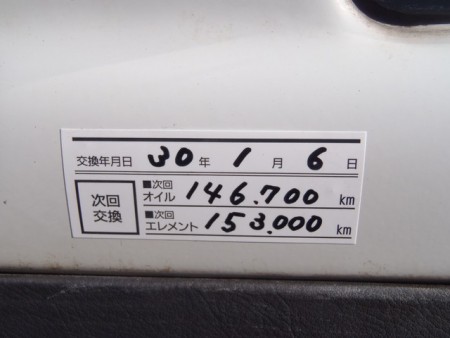 交換年月日 30 年 1 月 6 日
次回
交換
■次回
オイル 146.700 km
■次回
エレメント 153.000 km